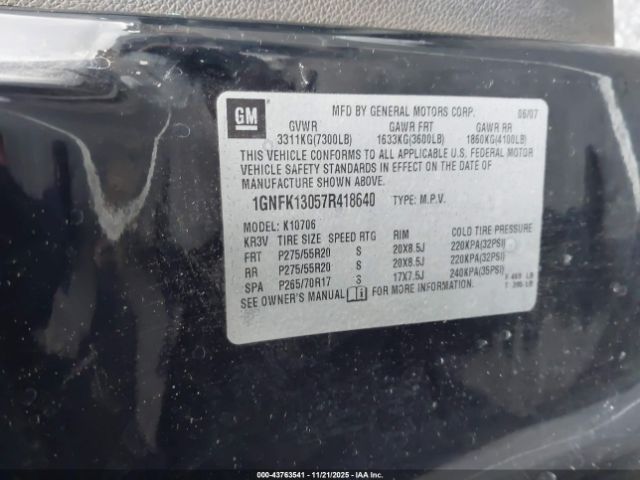 GM
MFD BY GENERAL MOTORS CORP. 06/07
GVWR GAWR FRT GAWR RR
3311KG(7300LB) 1633KG(3600LB) 1860KG(4100LB)
THIS VEHICLE CONFORMS TO ALL APPLICABLE U.S. FEDERAL MOTOR
VEHICLE SAFETY STANDARDS IN EFFECT ON THE DATE OF
MANUFACTURE SHOWN ABOVE.
1GNFK13057R418640 TYPE: M.P.V.
MODEL: K10706
KR3V TIRE SIZE SPEED RTG RIM COLD TIRE PRESSURE
FRT P275/55R20 S 20X8.5J 220KPA(32PSI)
RR P275/55R20 S 20X8.5J 220KPA(32PSI)
SPA P265/70R17 S 17X7.5J 240KPA(35PSI)
SEE OWNER'S MANUAL FOR ADDITIONAL INFORMATION.
000-43763541 - 11/21/2025 - IAAI.COM